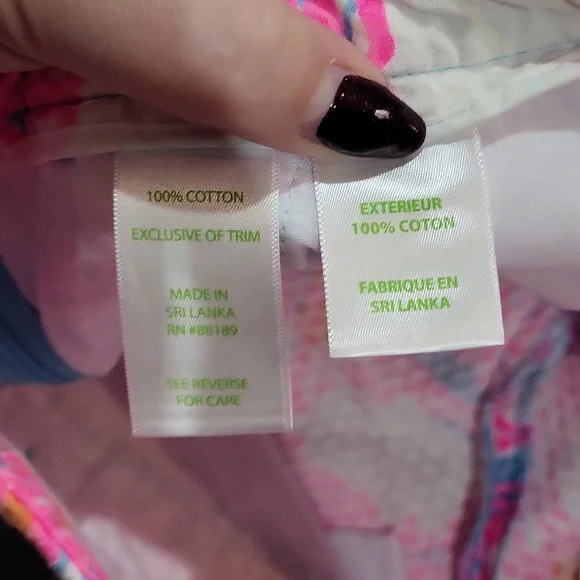 100% COTTON
EXCLUSIVE OF TRIM
MADE IN
SRI LANKA
RN #88189
SEE REVERSE
FOR CARE
EXTERIEUR
100% COTON
FABRIQUE EN
SRI LANKA